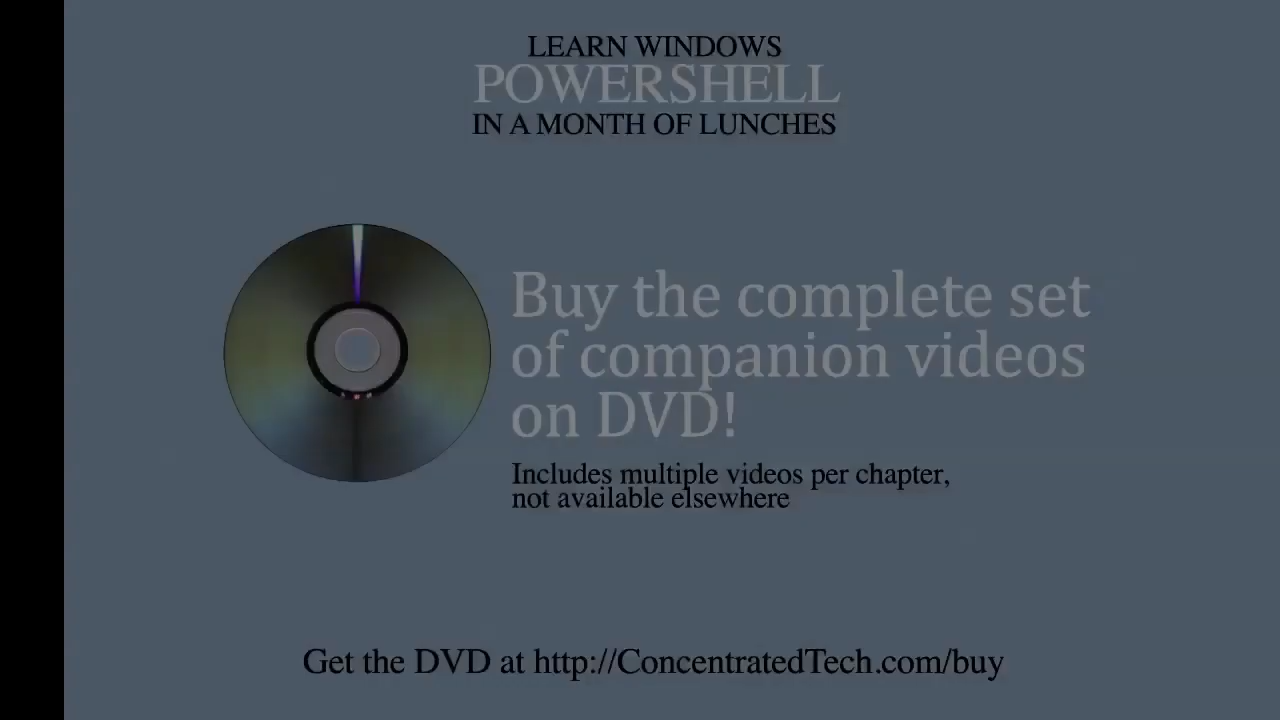 LEARN WINDOWS
POWERSHELL
IN A MONTH OF LUNCHES
Buy the complete set
of companion videos
on DVD!
Includes multiple videos per chapter,
not available elsewhere
Get the DVD at http://ConcentratedTech.com/buy